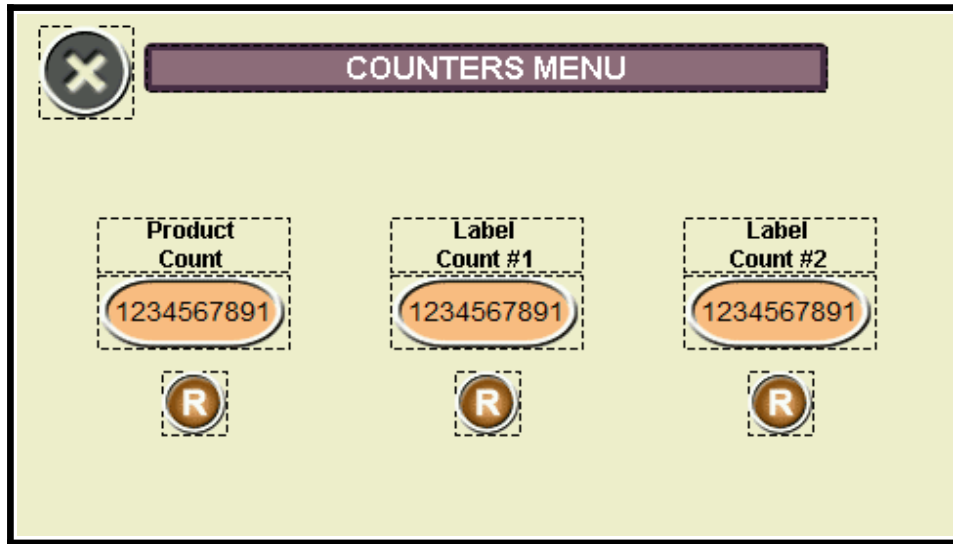 COUNTERS MENU
Product
Count
Label
Count #1
Label
Count #2
1234567891
1234567891
1234567891
R
R
R